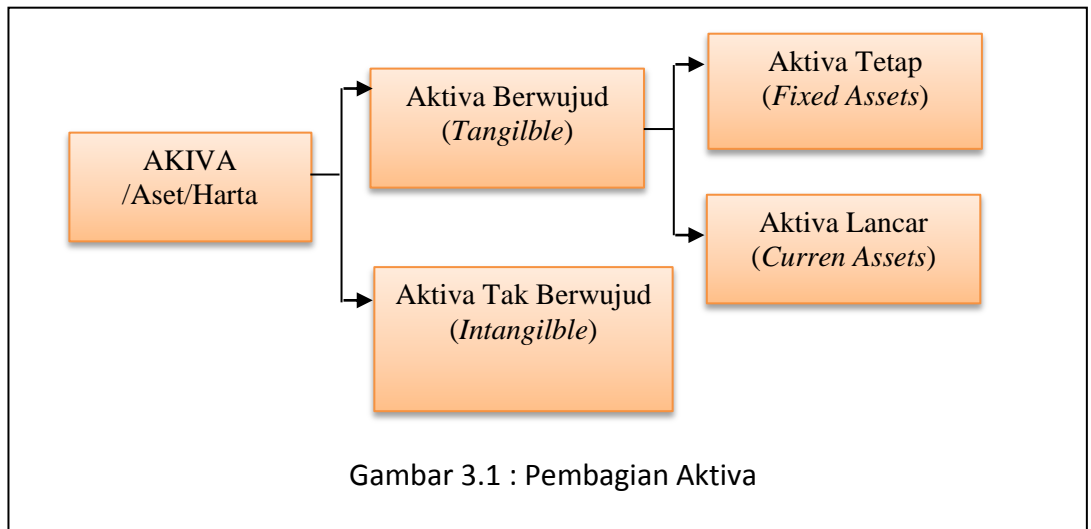 AKIVA
/Aset/Harta
Aktiva Berwujud
(Tangilble)
Aktiva Tak Berwujud
(Intangilble)
Aktiva Tetap
(Fixed Assets)
Aktiva Lancar
(Curren Assets)
Gambar 3.1 : Pembagian Aktiva